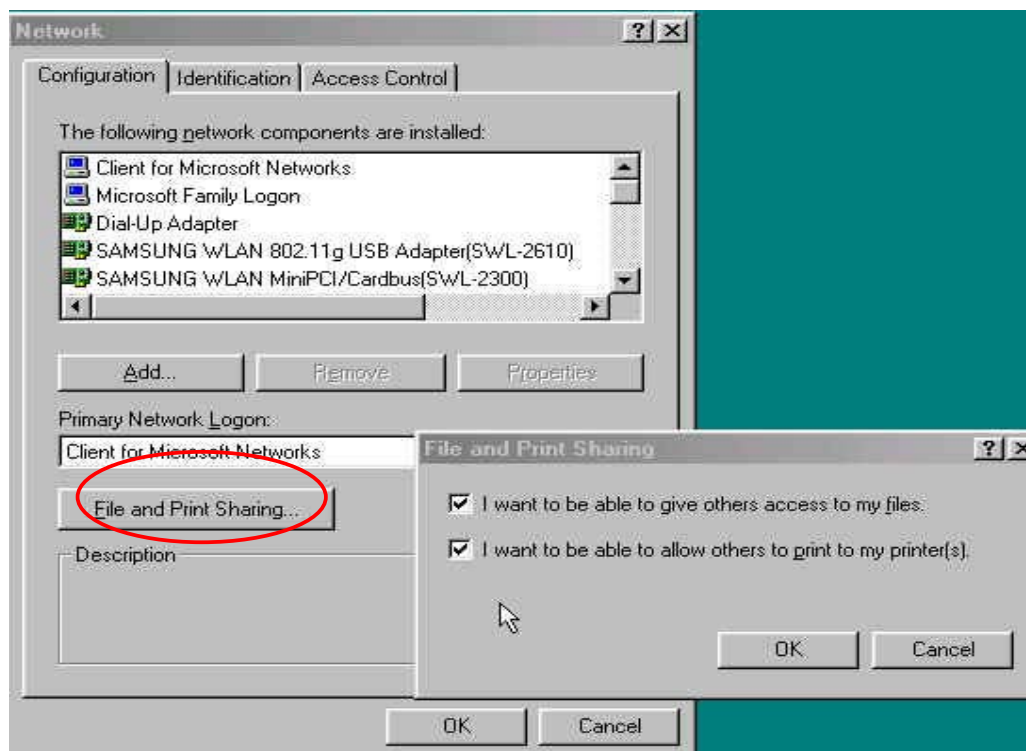 Network
Configuration Identification Access Control
The following network components are installed:
Client for Microsoft Networks
Microsoft Family Logon
Dial-Up Adapter
SAMSUNG WLAN 802.11g USB Adapter(SWL-2610)
SAMSUNG WLAN MiniPCI/Cardbus(SWL-2300)
Add... Remove Properties
Primary Network Logon:
Client for Microsoft Networks
File and Print Sharing...
Description
OK Cancel
File and Print Sharing
I want to be able to give others access to my files.
I want to be able to allow others to print to my printer(s).
OK Cancel